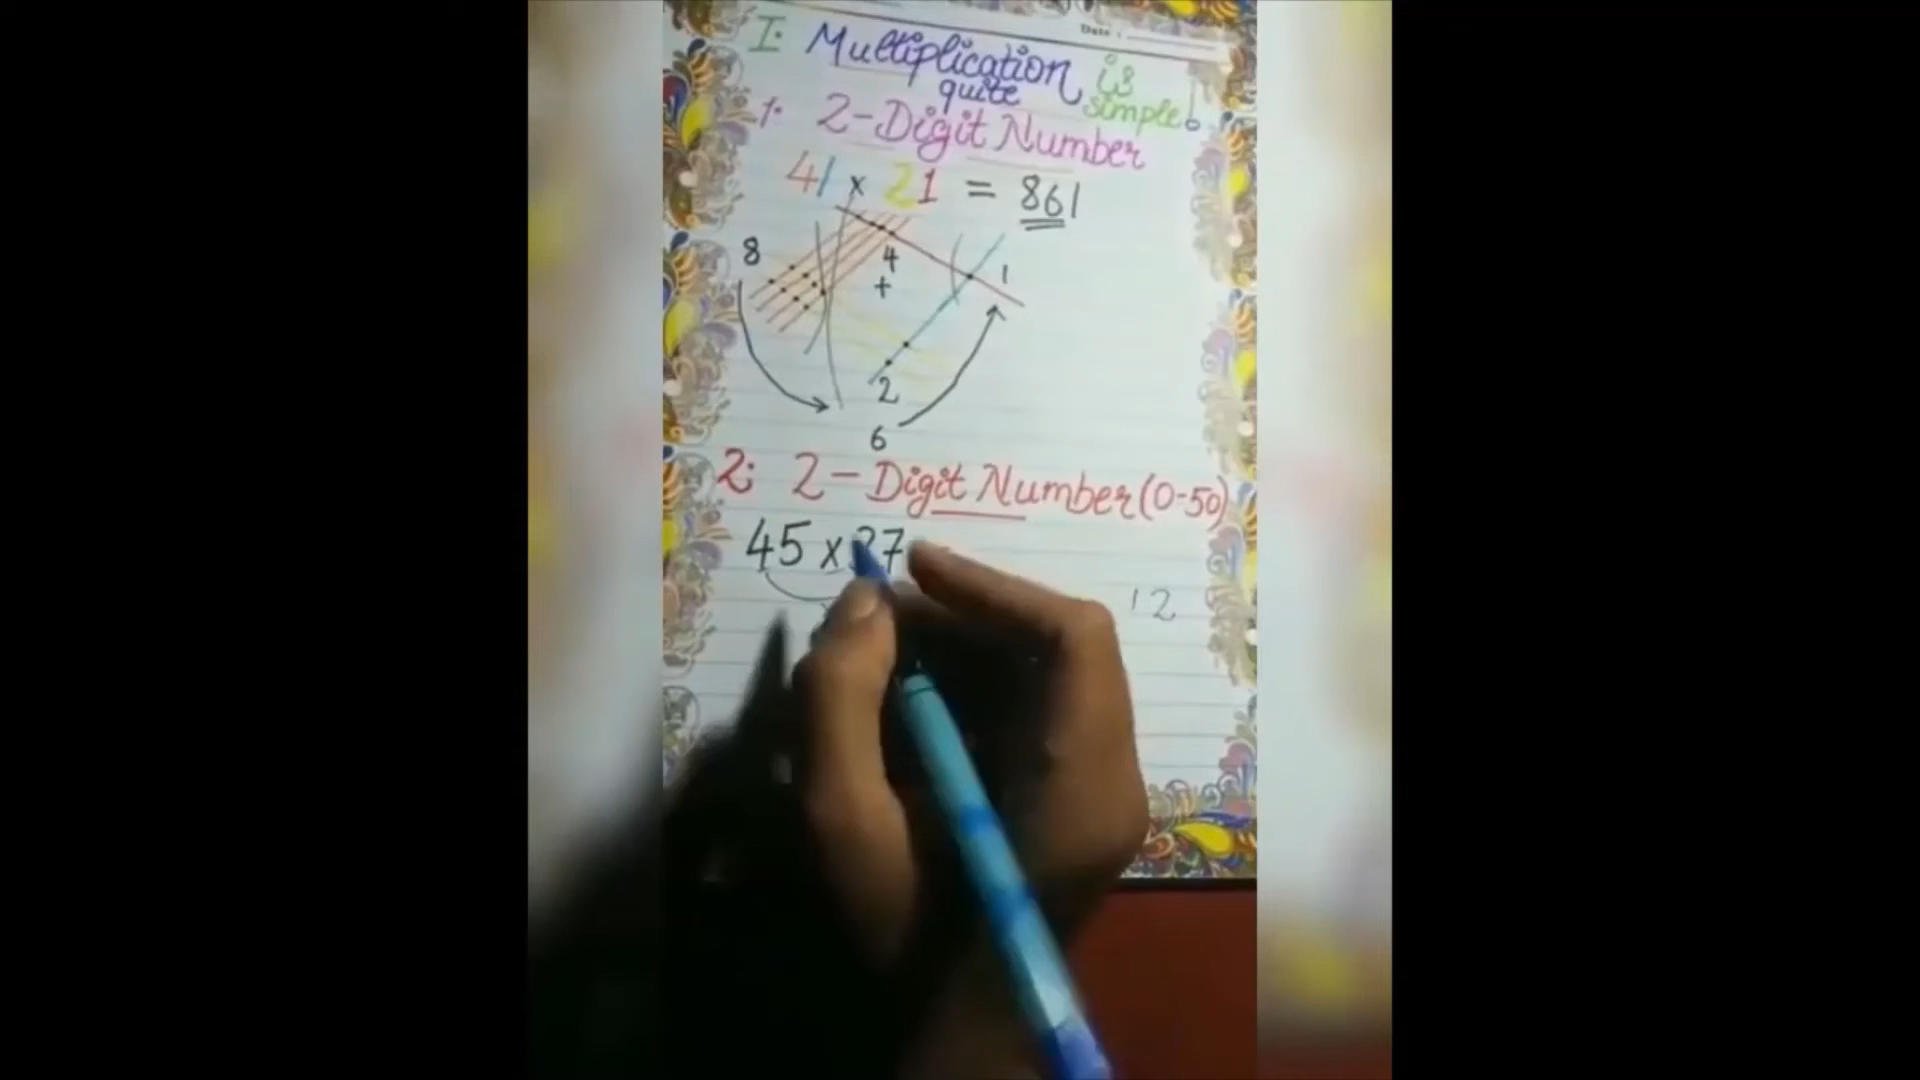 Date :
I. Multiplication is
quite simple!
1. 2-Digit Number
41 x 21 = 861
8 4 1
+
2
6
2: 2-Digit Number (0-50)
45 x 37
12